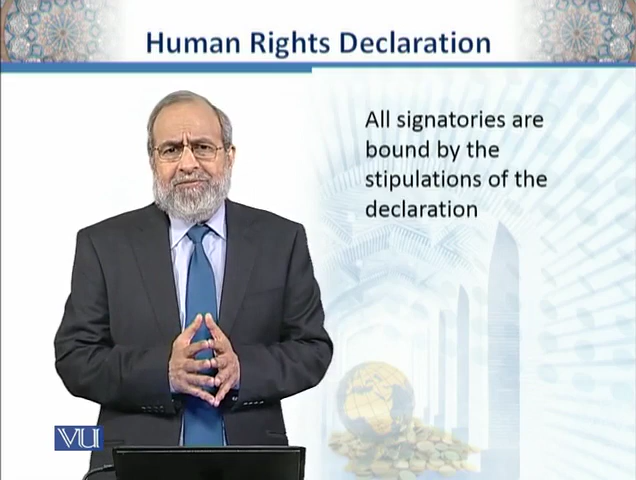 Human Rights Declaration
All signatories are
bound by the
stipulations of the
declaration
VU